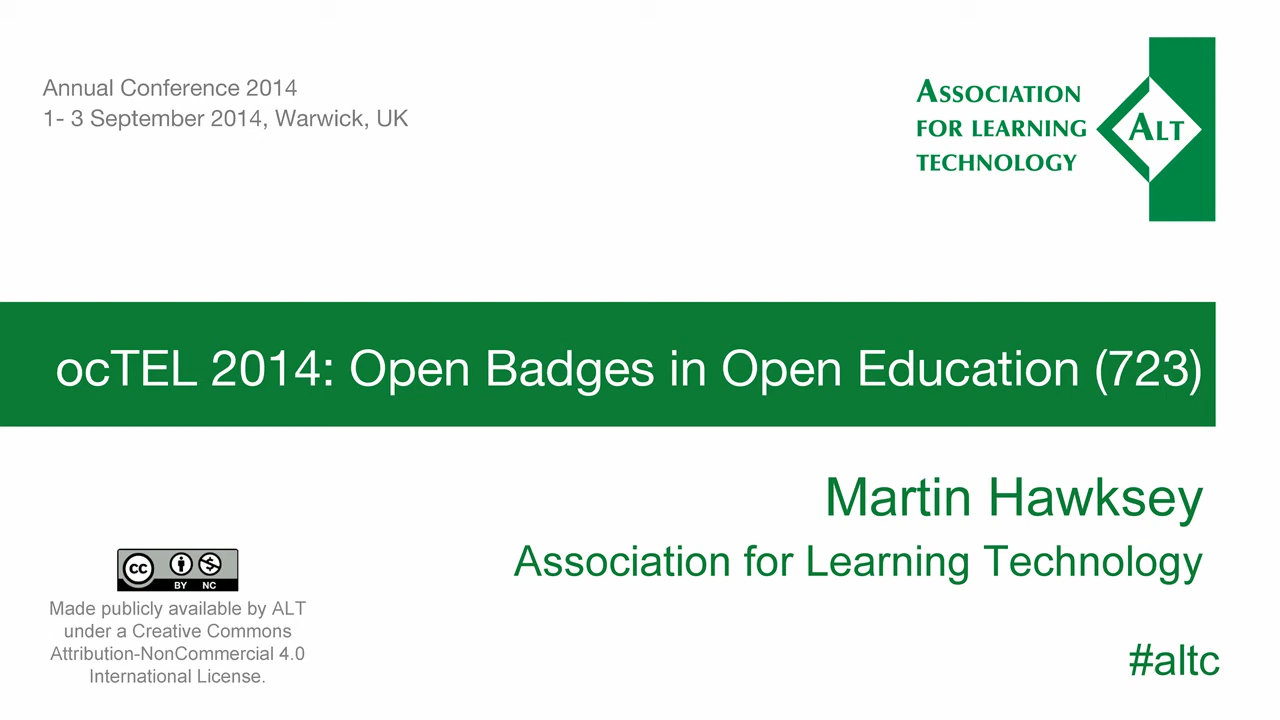 Annual Conference 2014
1- 3 September 2014, Warwick, UK
ASSOCIATION
FOR LEARNING
TECHNOLOGY
ALT
ocTEL 2014: Open Badges in Open Education (723)
Martin Hawksey
Association for Learning Technology
cc
BY NC
Made publicly available by ALT
under a Creative Commons
Attribution-NonCommercial 4.0
International License.
#altc